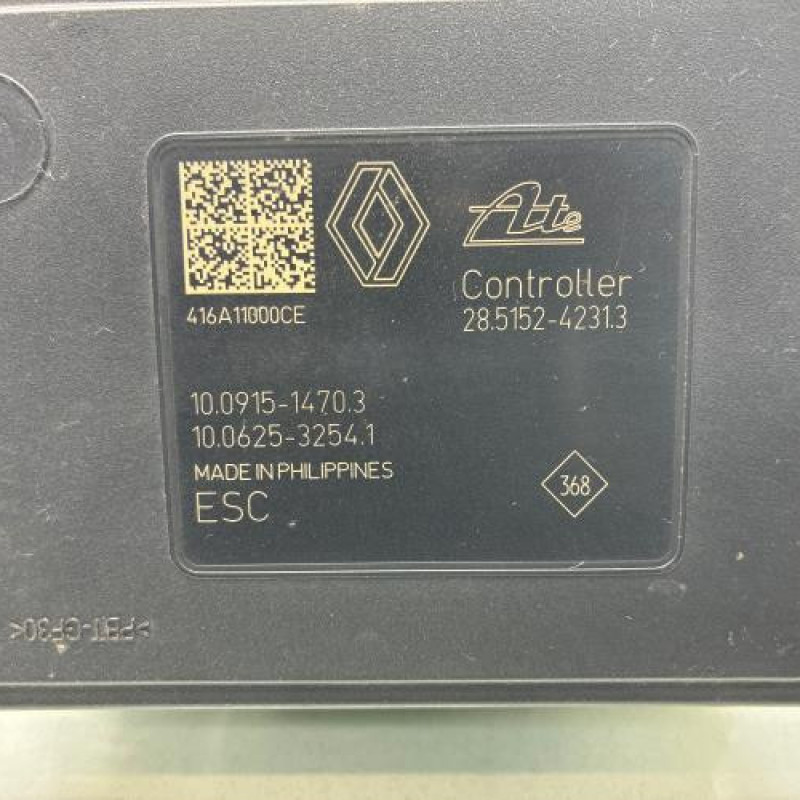 Ate
Controller
28.5152-4231.3
416A11000CE
10.0915-1470.3
10.0625-3254.1
MADE IN PHILIPPINES
ESC
368
>PBT-GF30<